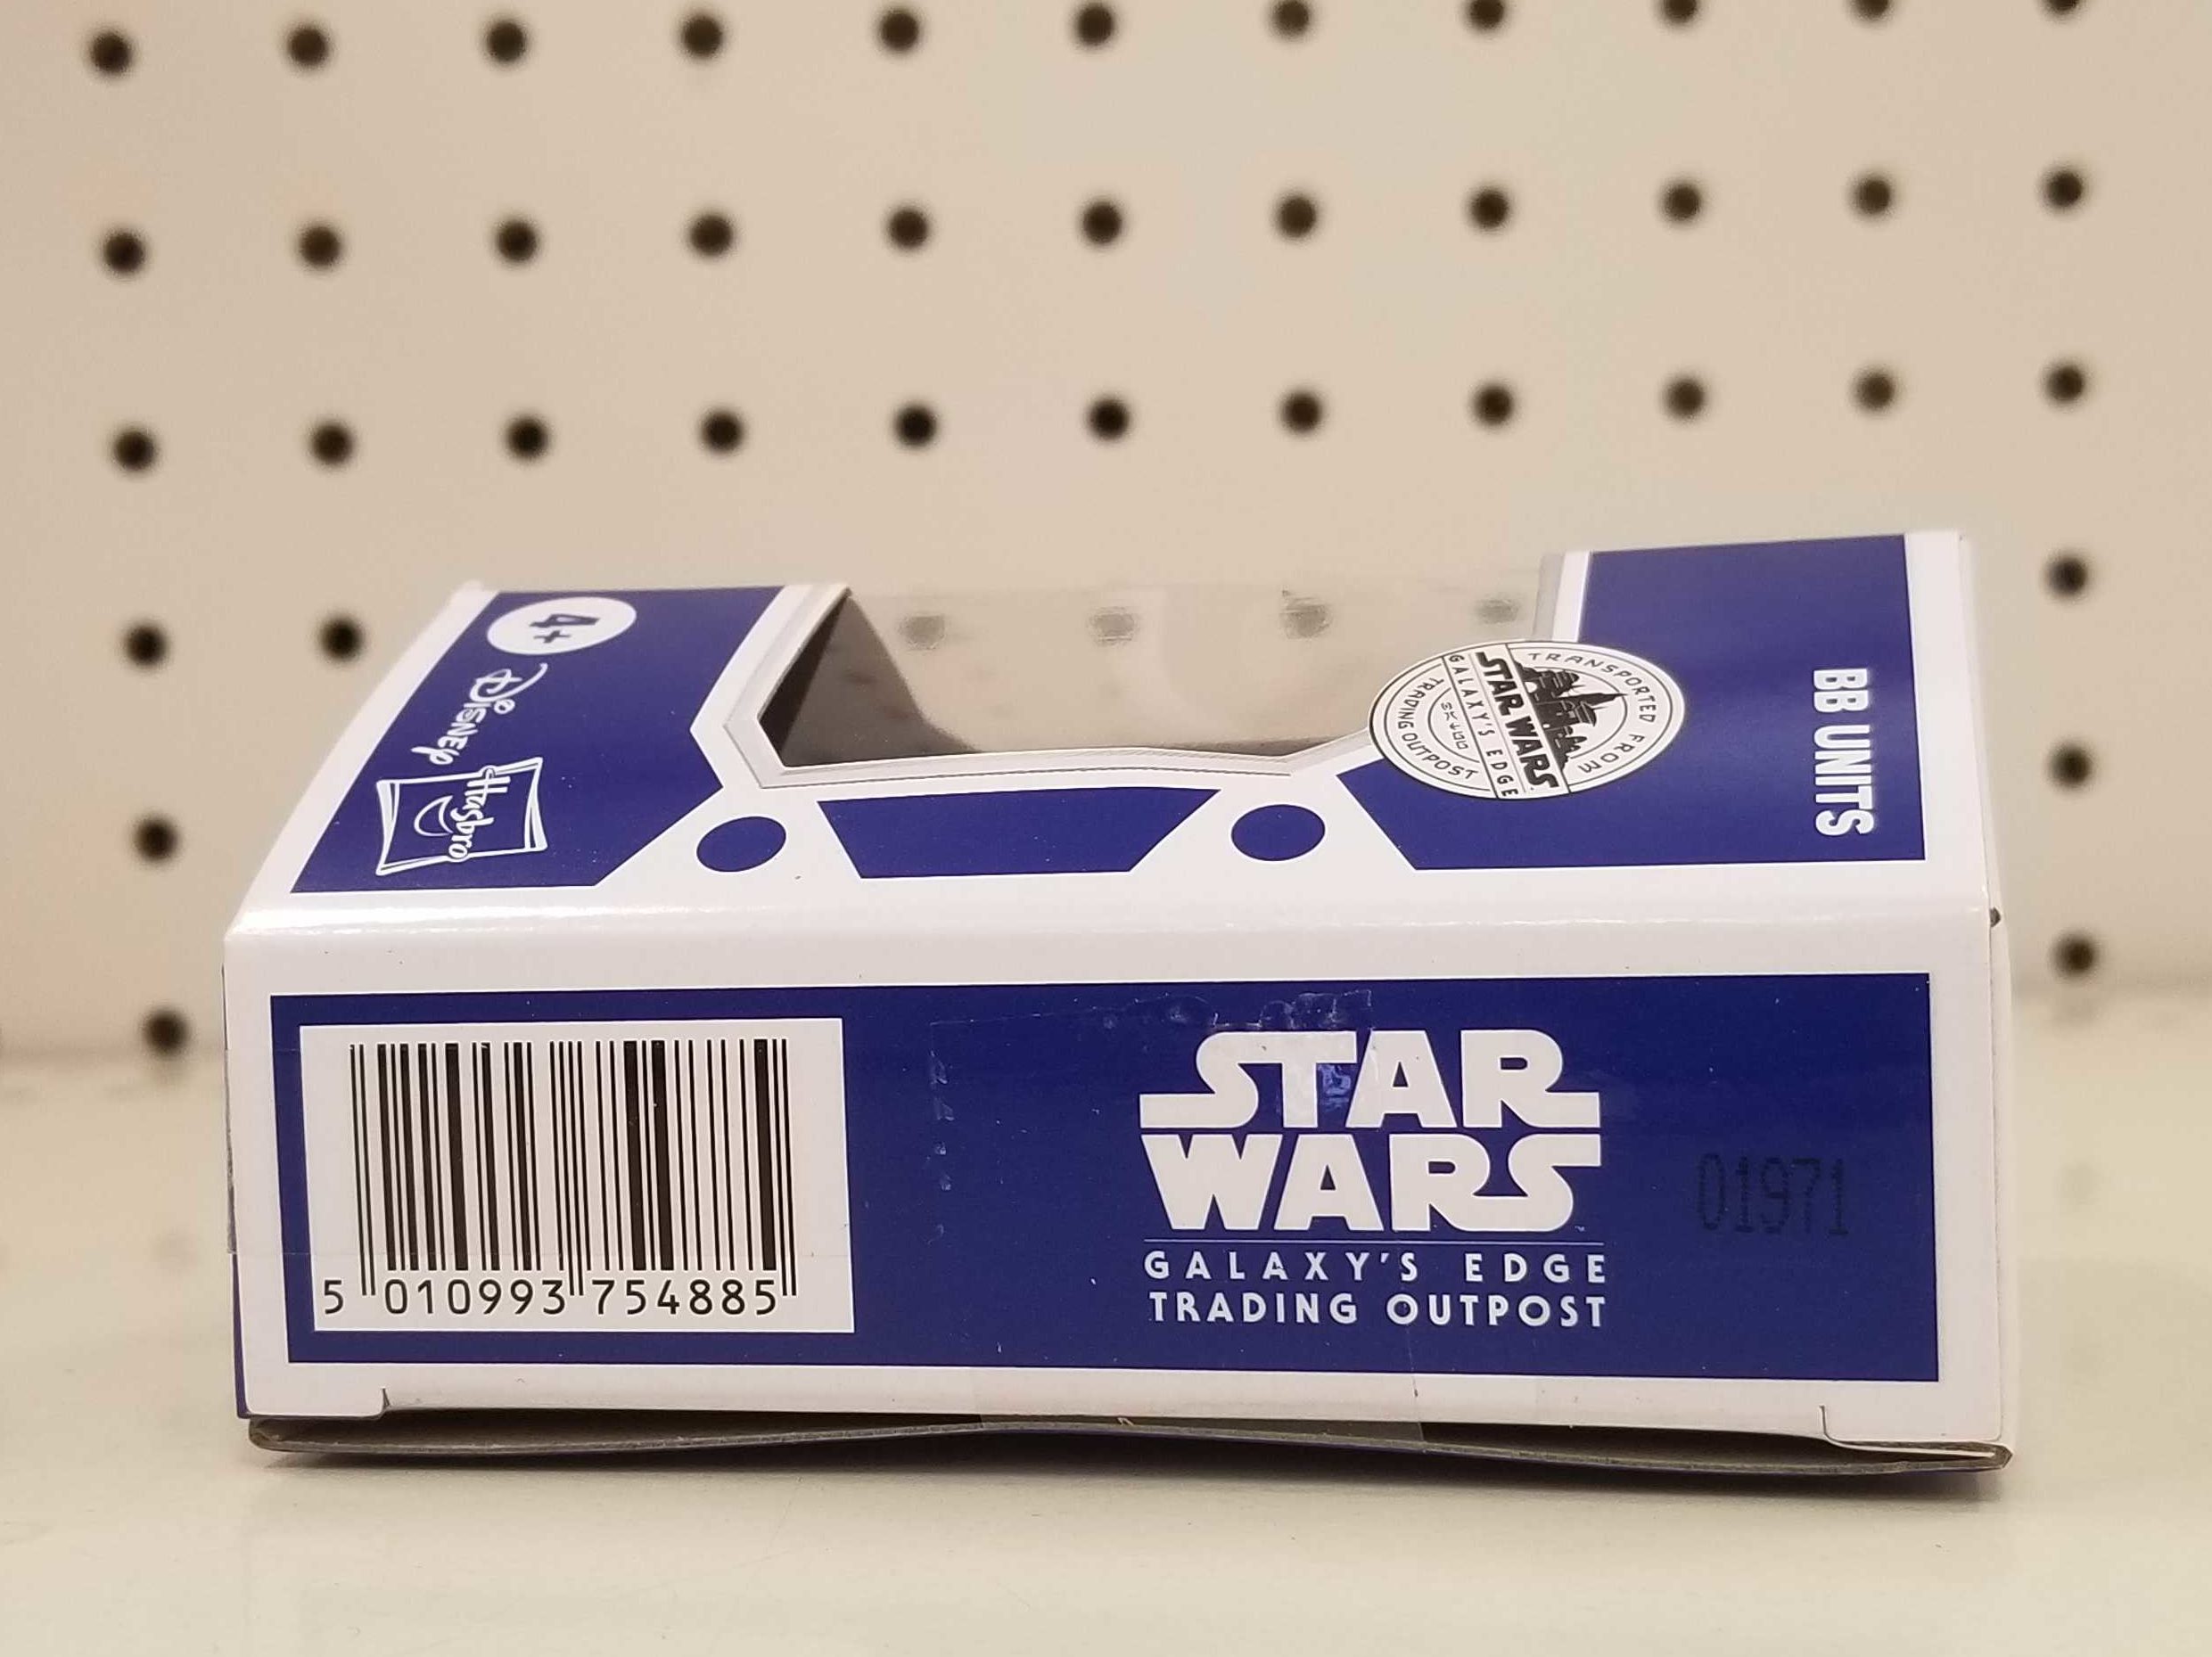 4+
Disney
Hasbro
TRANSPORTED FROM
STAR WARS
GALAXY'S EDGE
TRADING OUTPOST
BB UNITS
STAR
WARS
GALAXY'S EDGE
TRADING OUTPOST
01971
5 010993 754885